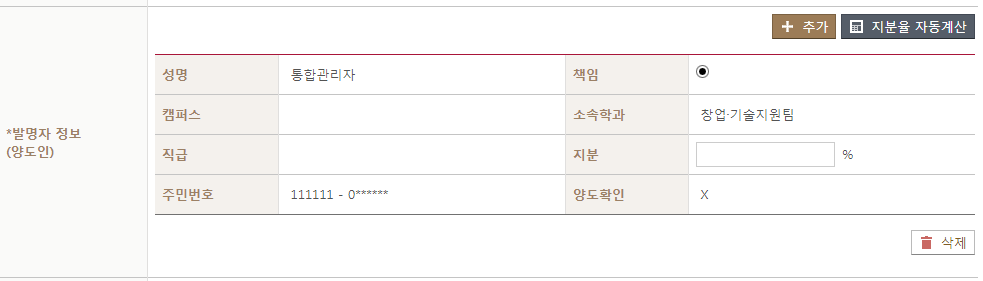 추가 지분율 자동계산
*발명자 정보
(양도인)
성명 통합관리자 책임
캠퍼스 소속학과 창업·기술지원팀
직급 지분 %
주민번호 111111 - 0****** 양도확인 X
삭제